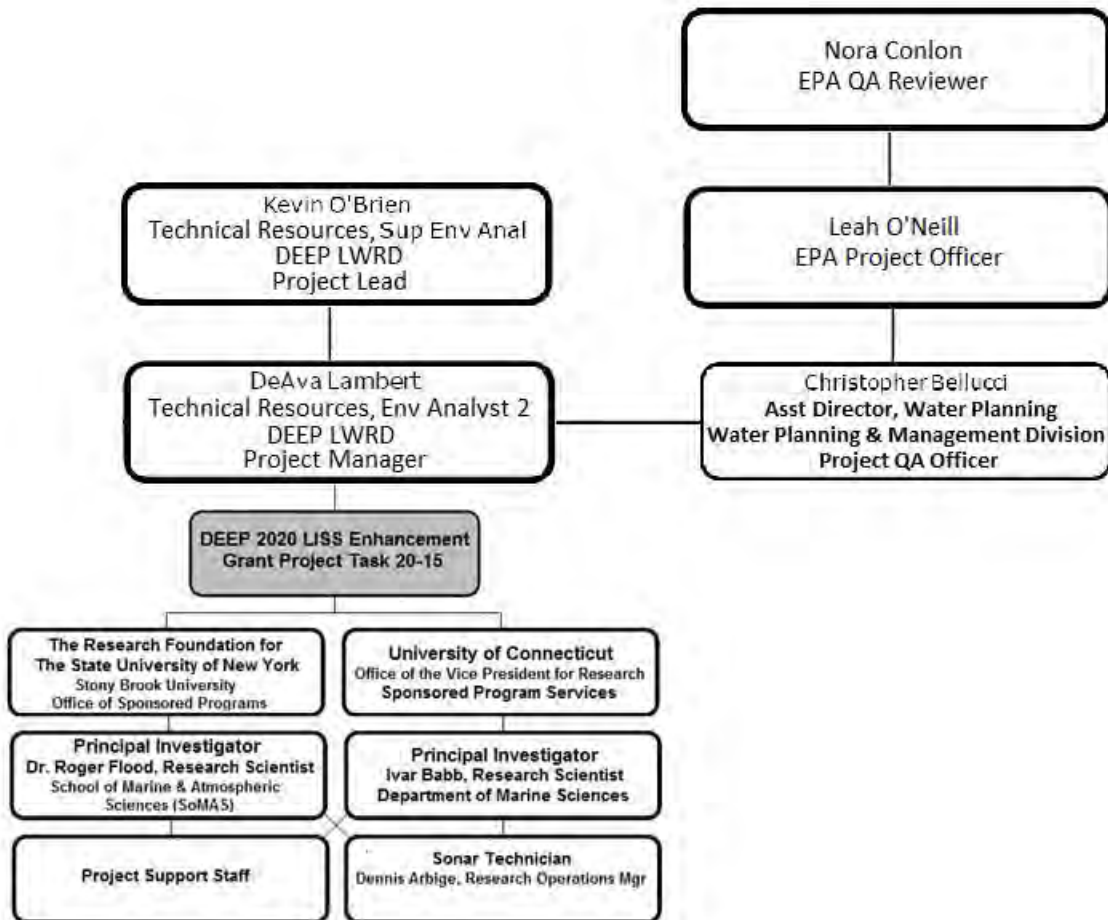 Nora Conlon
EPA QA Reviewer
Leah O'Neill
EPA Project Officer
Kevin O'Brien
Technical Resources, Sup Env Anal
DEEP LWRD
Project Lead
DeAva Lambert
Technical Resources, Env Analyst 2
DEEP LWRD
Project Manager
Christopher Bellucci
Asst Director, Water Planning
Water Planning & Management Division
Project QA Officer
DEEP 2020 LISS Enhancement
Grant Project Task 20-15
The Research Foundation for
The State University of New York
Stony Brook University
Office of Sponsored Programs
University of Connecticut
Office of the Vice President for Research
Sponsored Program Services
Principal Investigator
Dr. Roger Flood, Research Scientist
School of Marine & Atmospheric
Sciences (SoMAS)
Principal Investigator
Ivar Babb, Research Scientist
Department of Marine Sciences
Project Support Staff
Sonar Technician
Dennis Arbige, Research Operations Mgr